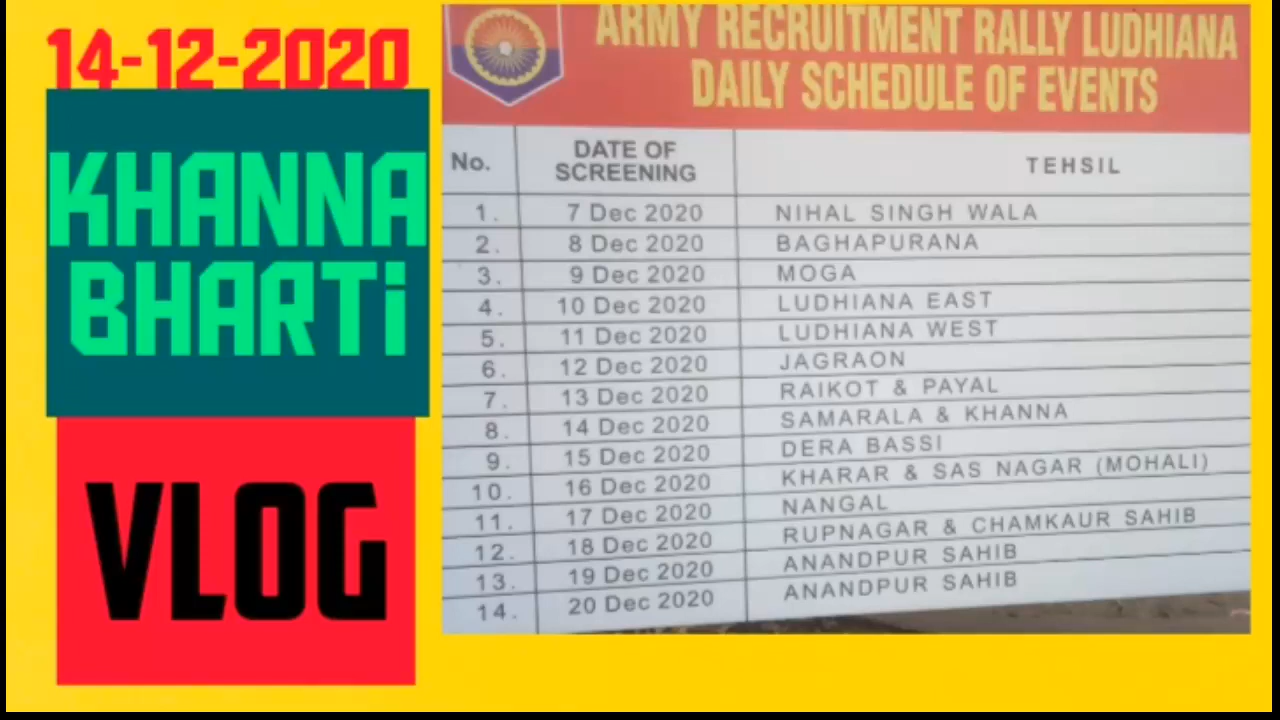 14-12-2020
KHANNA
BHARTi
VLOG
ARMY RECRUITMENT RALLY LUDHIANA
DAILY SCHEDULE OF EVENTS
No. DATE OF SCREENING TEHSIL
1. 7 Dec 2020 NIHAL SINGH WALA
2. 8 Dec 2020 BAGHAPURANA
3. 9 Dec 2020 MOGA
4. 10 Dec 2020 LUDHIANA EAST
5. 11 Dec 2020 LUDHIANA WEST
6. 12 Dec 2020 JAGRAON
7. 13 Dec 2020 RAIKOT & PAYAL
8. 14 Dec 2020 SAMARALA & KHANNA
9. 15 Dec 2020 DERA BASSI
10. 16 Dec 2020 KHARAR & SAS NAGAR (MOHALI)
11. 17 Dec 2020 NANGAL
12. 18 Dec 2020 RUPNAGAR & CHAMKAUR SAHIB
13. 19 Dec 2020 ANANDPUR SAHIB
14. 20 Dec 2020 ANANDPUR SAHIB